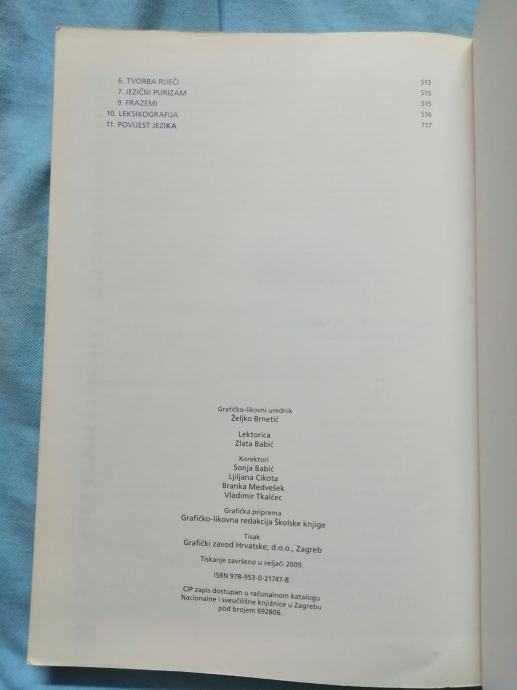 6. TVORBA RIJEČI 513
7. JEZIČNI PURIZAM 515
9. FRAZEMI 515
10. LEKSIKOGRAFIJA 516
11. POVIJEST JEZIKA 717
Grafičko-likovni urednik
Željko Brnetić
Lektorica
Zlata Babić
Korektori
Sonja Babić
Ljiljana Cikota
Branka Medvešek
Vladimir Tkalčec
Grafička priprema
Grafičko-likovna redakcija Školske knjige
Tisak
Grafički zavod Hrvatske, d.o.o., Zagreb
Tiskanje završeno u veljači 2009.
ISBN 978-953-0-21747-8
CIP zapis dostupan u računalnom katalogu
Nacionalne i sveučilišne knjižnice u Zagrebu
pod brojem 692806.